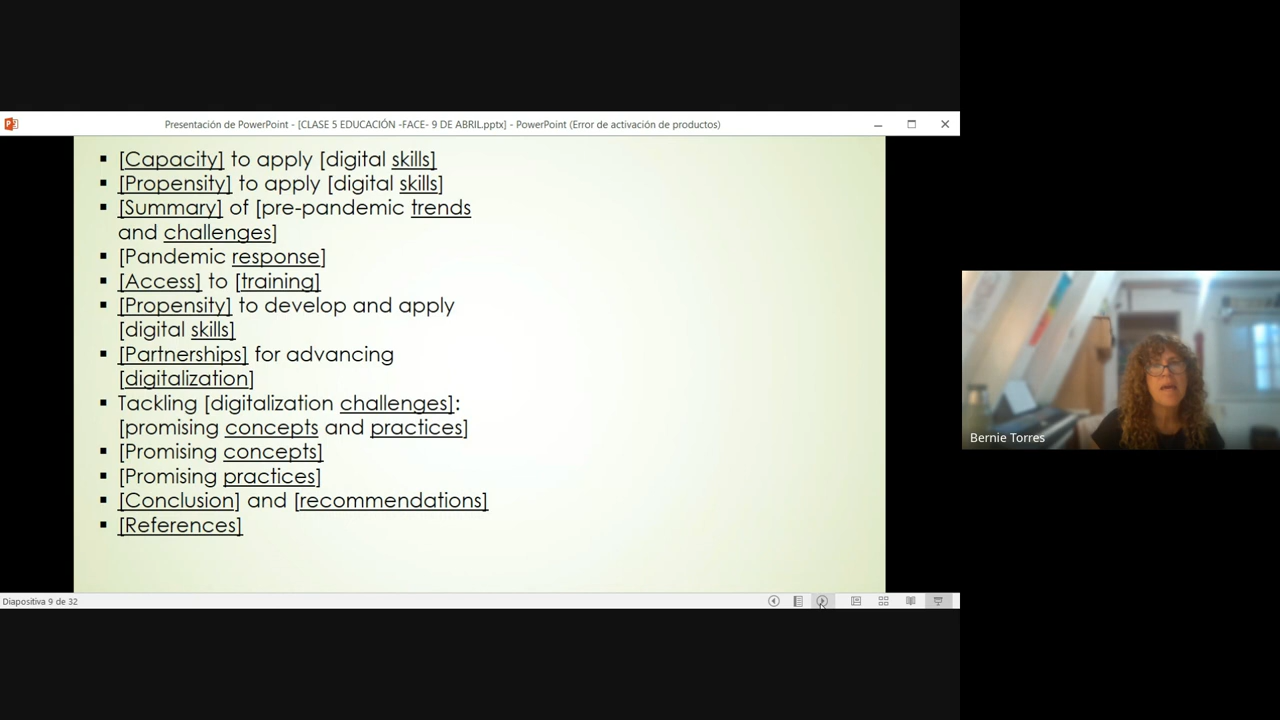 Presentación de PowerPoint - [CLASE 5 EDUCACIÓN -FACE- 9 DE ABRIL.pptx] - PowerPoint (Error de activación de productos)
▪ [Capacity] to apply [digital skills]
▪ [Propensity] to apply [digital skills]
▪ [Summary] of [pre-pandemic trends
and challenges]
▪ [Pandemic response]
▪ [Access] to [training]
▪ [Propensity] to develop and apply
[digital skills]
▪ [Partnerships] for advancing
[digitalization]
▪ Tackling [digitalization challenges]:
[promising concepts and practices]
▪ [Promising concepts]
▪ [Promising practices]
▪ [Conclusion] and [recommendations]
▪ [References]
Diapositiva 9 de 32
Bernie Torres